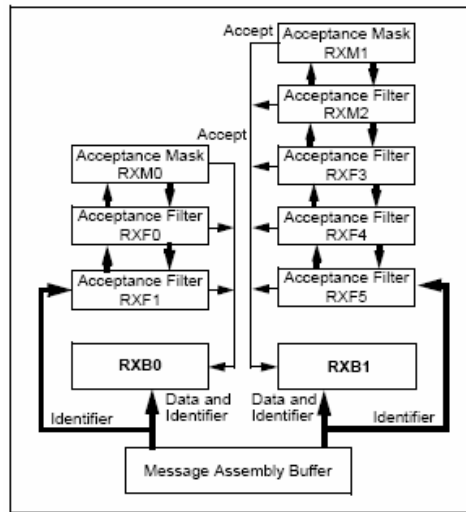 Accept
Acceptance Mask
RXM1
Acceptance Filter
RXM2
Accept
Acceptance Mask
RXM0
Acceptance Filter
RXF3
Acceptance Filter
RXF0
Acceptance Filter
RXF4
Acceptance Filter
RXF1
Acceptance Filter
RXF5
RXB0
RXB1
Identifier
Data and
Identifier
Data and
Identifier
Identifier
Message Assembly Buffer